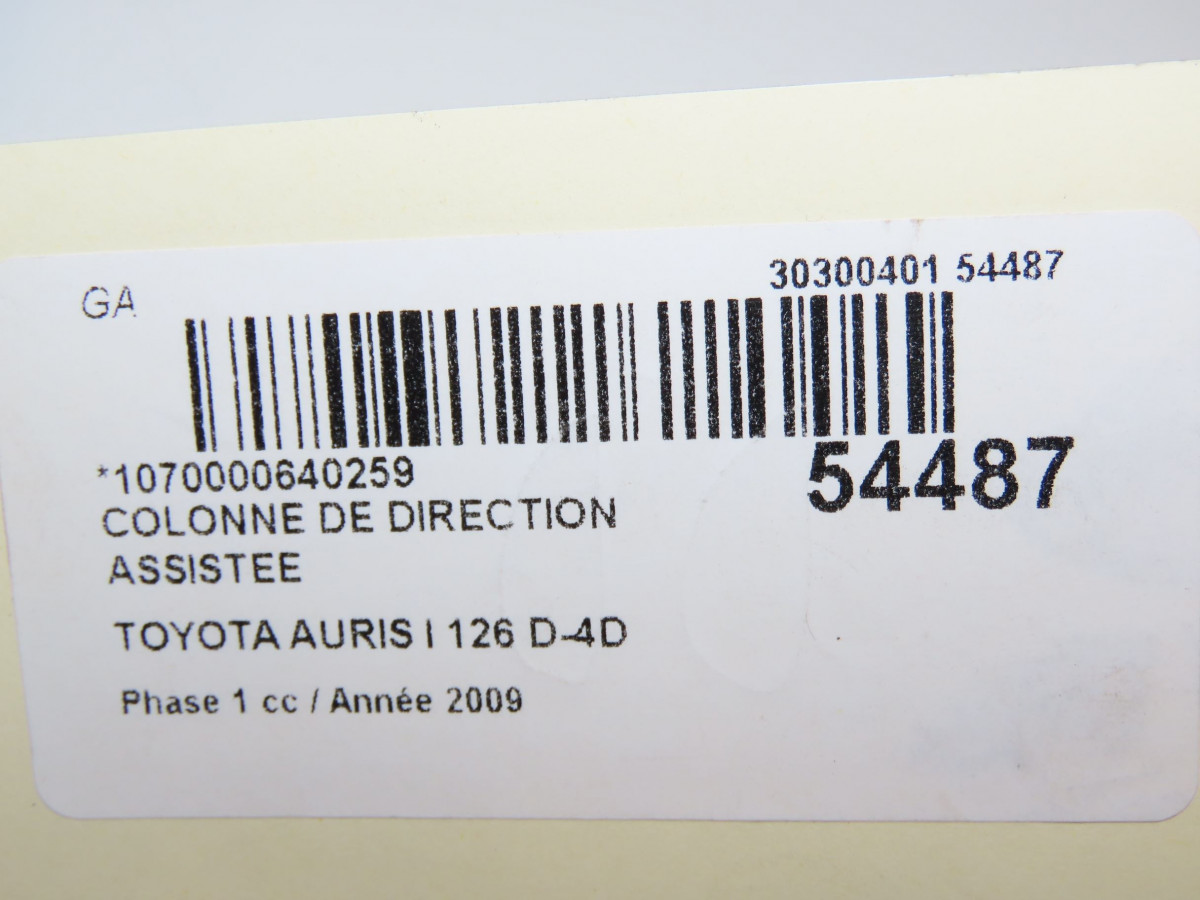 GA
30300401 54487
*1070000640259
54487
COLONNE DE DIRECTION
ASSISTEE
TOYOTA AURIS I 126 D-4D
Phase 1 cc / Année 2009